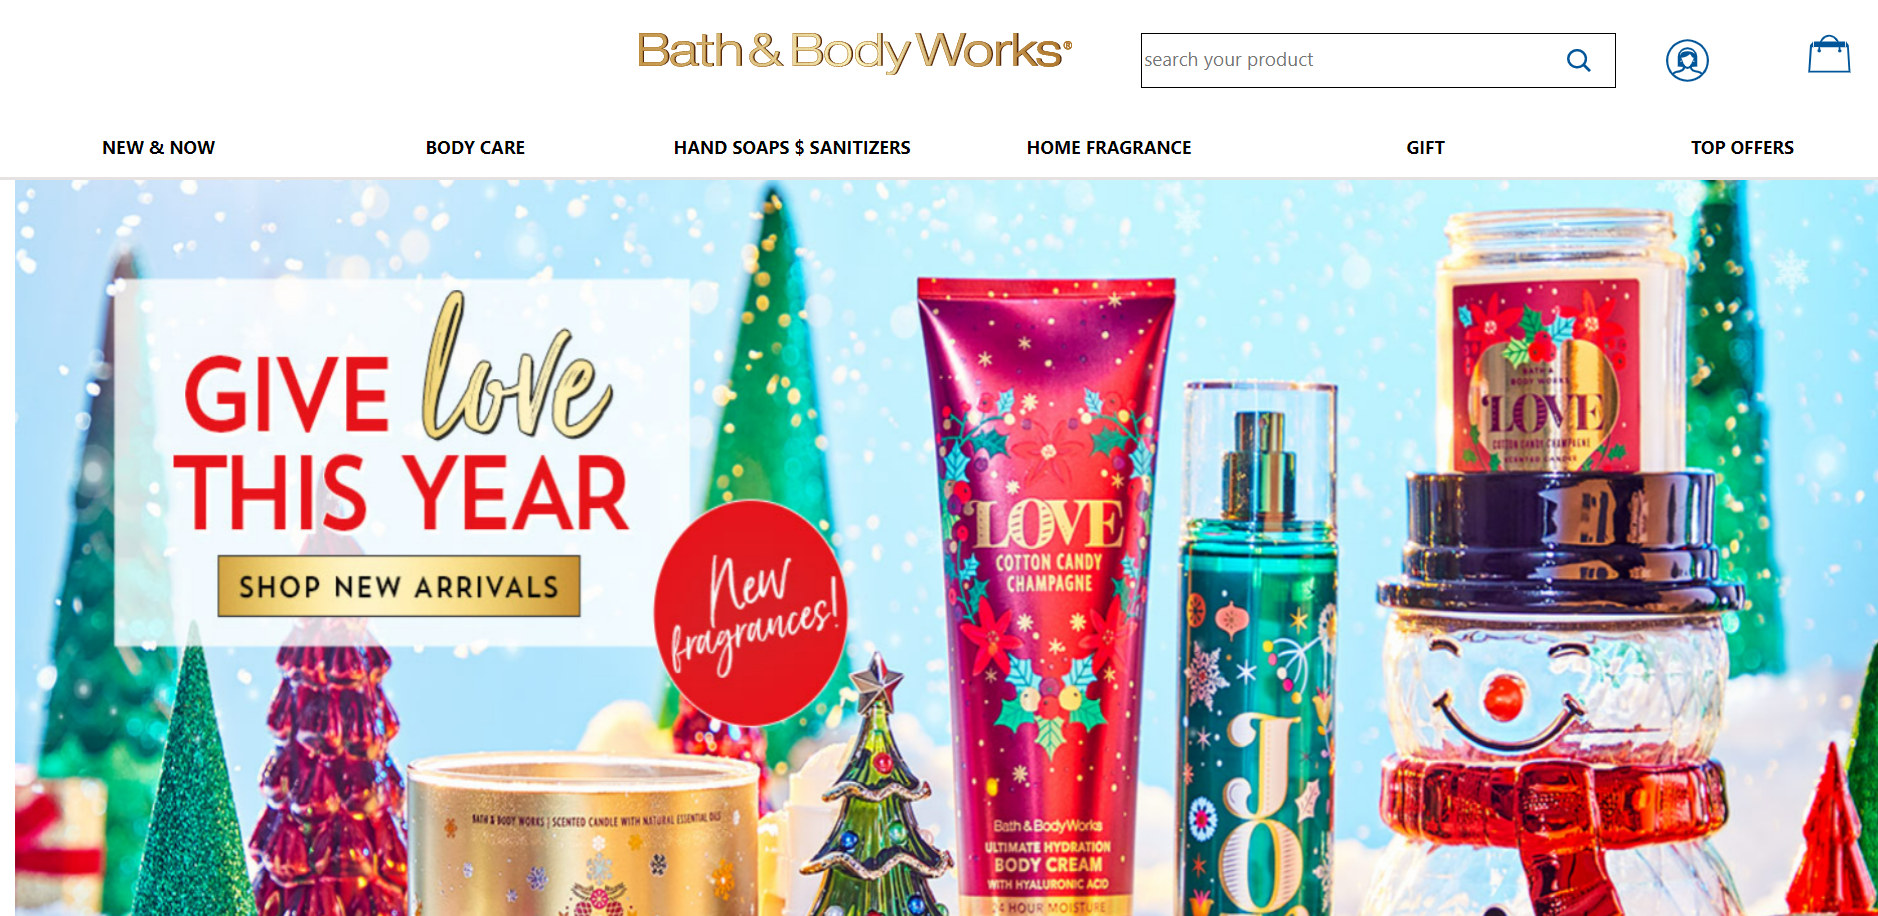 Bath & Body Works®
search your product
NEW & NOW
BODY CARE
HAND SOAPS $ SANITIZERS
HOME FRAGRANCE
GIFT
TOP OFFERS
GIVE love
THIS YEAR
SHOP NEW ARRIVALS
New
fragrances!
LOVE
COTTON CANDY
CHAMPAGNE
Bath & Body Works
ULTIMATE HYDRATION
BODY CREAM
WITH HYALURONIC ACID
24 HOUR MOISTURE
JO
BATH &
BODY WORKS
LOVE
COTTON CANDY CHAMPAGNE
SCENTED CANDLE
BATH & BODY WORKS | SCENTED CANDLE WITH NATURAL ESSENTIAL OILS